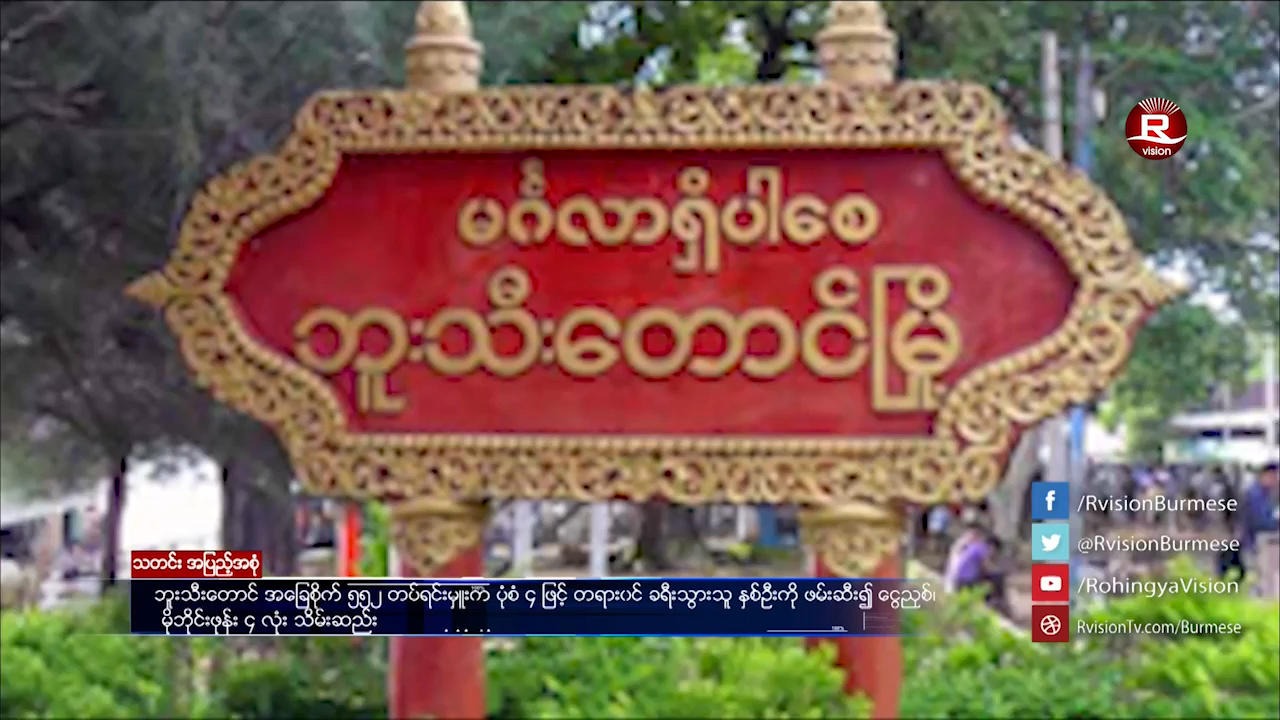 R
vision
မင်္ဂလာရှိပါစေ
ဘူးသီးတောင်မြို့
/RvisionBurmese
@RvisionBurmese
/RohingyaVision
RvisionTv.com/Burmese
သတင်း အပြည့်အစုံ
ဘူးသီးတောင် အခြေစိုက် ၅၅၂ တပ်ရင်းမှူးက ပုံစံ ၄ ဖြင့် တရားဝင် ခရီးသွားသူ နှစ်ဦးကို ဖမ်းဆီး၍ ငွေညှစ်၊
မိုဘိုင်းဖုန်း ၄ လုံး သိမ်းဆည်း